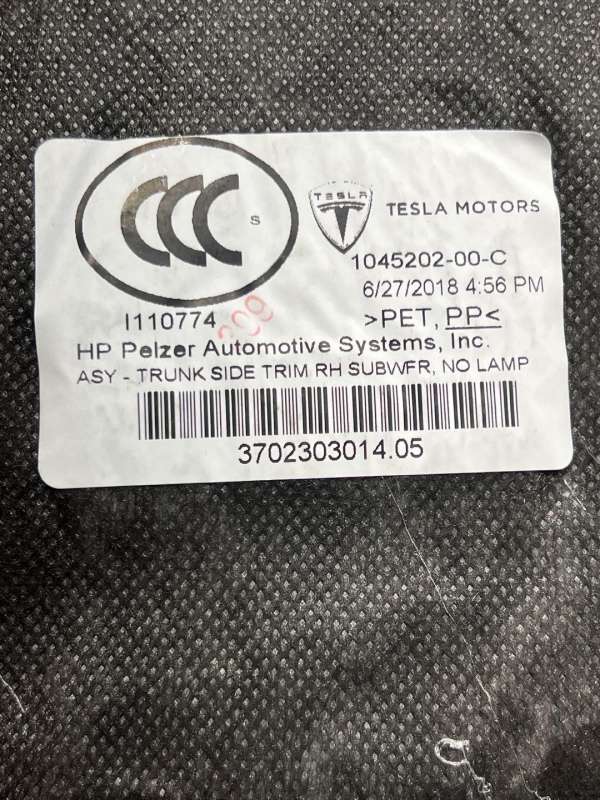 CCC S
TESLA
TESLA MOTORS
1045202-00-C
6/27/2018 4:56 PM
I110774
>PET, PP<
HP Pelzer Automotive Systems, Inc.
ASY - TRUNK SIDE TRIM RH SUBWFR, NO LAMP
3702303014.05